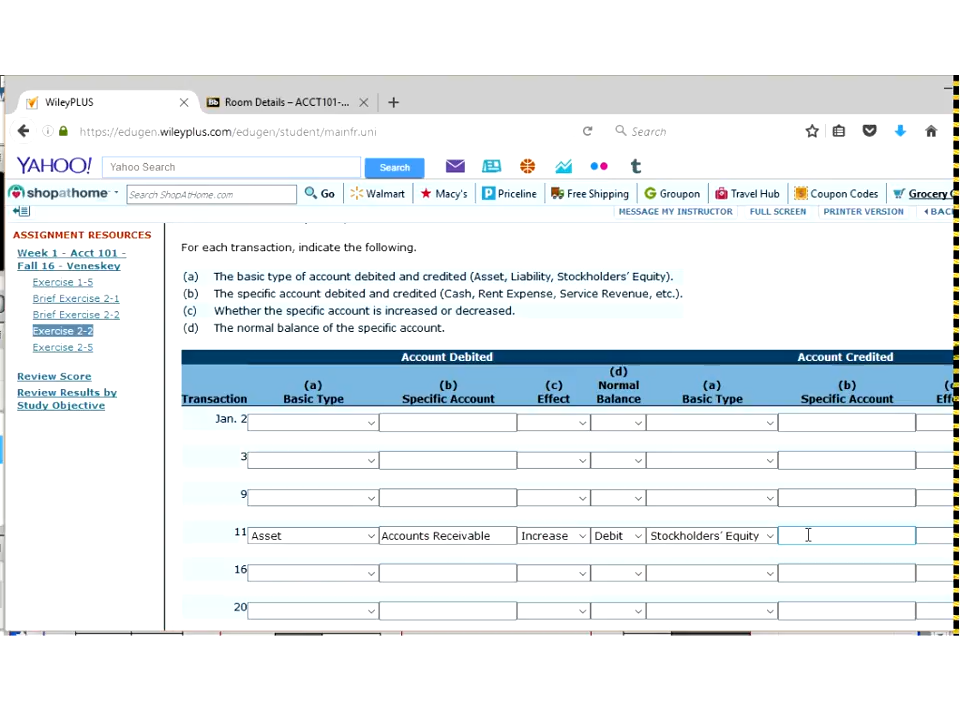 WileyPLUS
Bb Room Details – ACCT101-...
https://edugen.wileyplus.com/edugen/student/mainfr.uni
Search
YAHOO! Yahoo Search Search
shopathome Search ShopAtHome.com Go Walmart Macy's Priceline Free Shipping Groupon Travel Hub Coupon Codes Grocery C
MESSAGE MY INSTRUCTOR FULL SCREEN PRINTER VERSION BAC
ASSIGNMENT RESOURCES
Week 1 - Acct 101 -
Fall 16 - Veneskey
Exercise 1-5
Brief Exercise 2-1
Brief Exercise 2-2
Exercise 2-2
Exercise 2-5
Review Score
Review Results by
Study Objective
For each transaction, indicate the following.
(a) The basic type of account debited and credited (Asset, Liability, Stockholders' Equity).
(b) The specific account debited and credited (Cash, Rent Expense, Service Revenue, etc.).
(c) Whether the specific account is increased or decreased.
(d) The normal balance of the specific account.
Account Debited Account Credited
Transaction (a) Basic Type (b) Specific Account (c) Effect (d) Normal Balance (a) Basic Type (b) Specific Account (c Eff
Jan. 2
3
9
11 Asset Accounts Receivable Increase Debit Stockholders' Equity
16
20